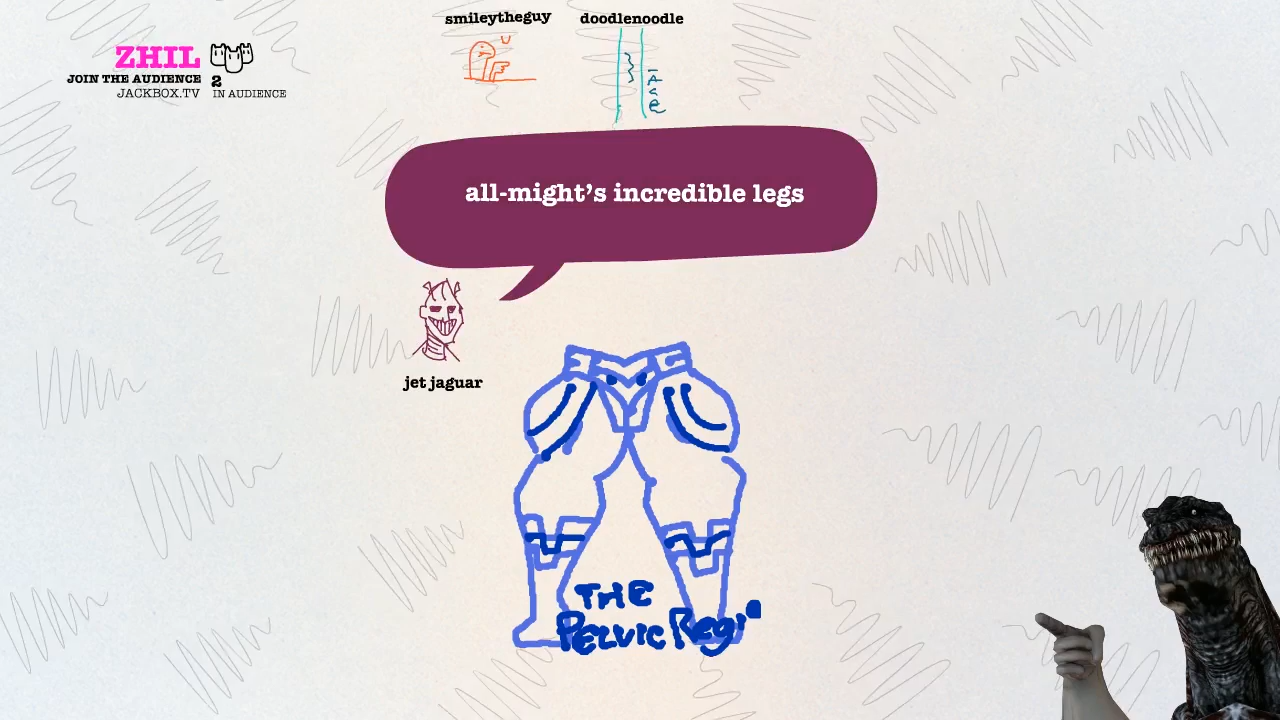 smileytheguy
doodlenoodle
ZHIL
JOIN THE AUDIENCE
JACKBOX.TV
2
IN AUDIENCE
all-might's incredible legs
jet jaguar
THE
PELVIC Regi